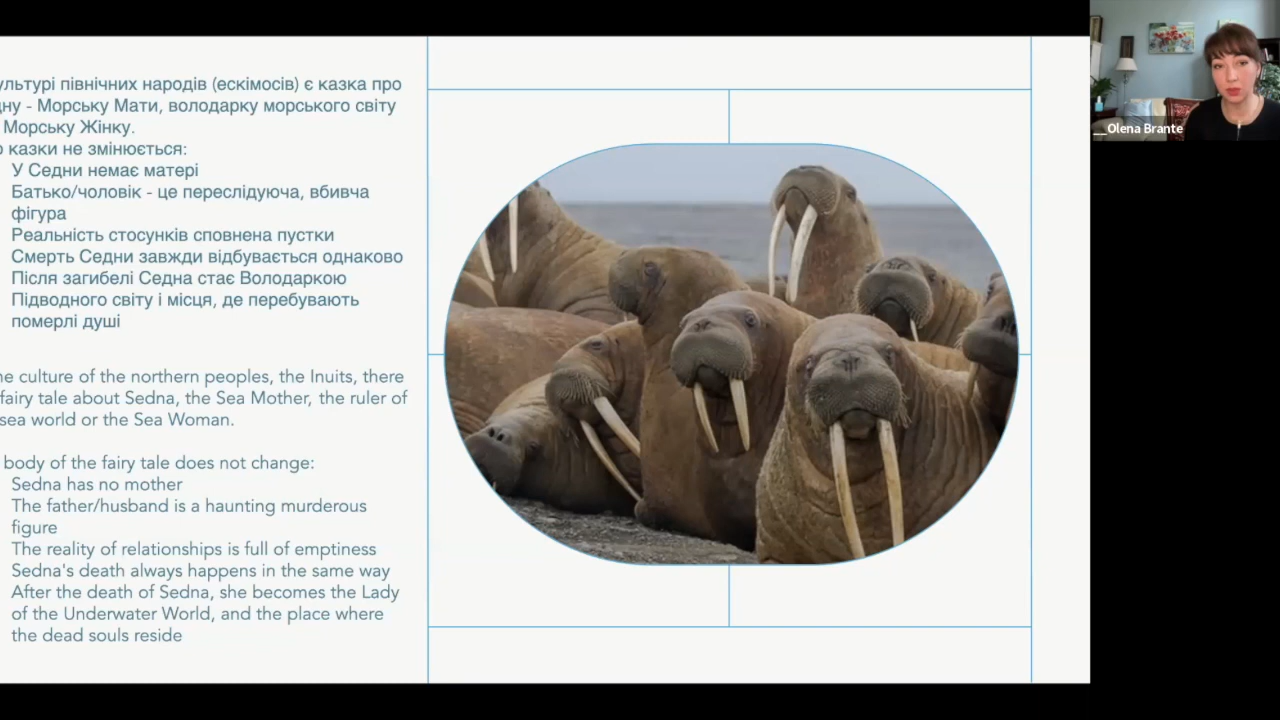 ультурі північних народів (ескімосів) є казка про
ну - Морську Мати, володарку морського світу
Морську Жінку.
казки не змінюється:
У Седни немає матері
Батько/чоловік - це переслідуюча, вбивча
фігура
Реальність стосунків сповнена пустки
Смерть Седни завжди відбувається однаково
Після загибелі Седна стає Володаркою
Підводного світу і місця, де перебувають
померлі душі
he culture of the northern peoples, the Inuits, there
fairy tale about Sedna, the Sea Mother, the ruler of
sea world or the Sea Woman.
body of the fairy tale does not change:
Sedna has no mother
The father/husband is a haunting murderous
figure
The reality of relationships is full of emptiness
Sedna's death always happens in the same way
After the death of Sedna, she becomes the Lady
of the Underwater World, and the place where
the dead souls reside
__Olena Brante